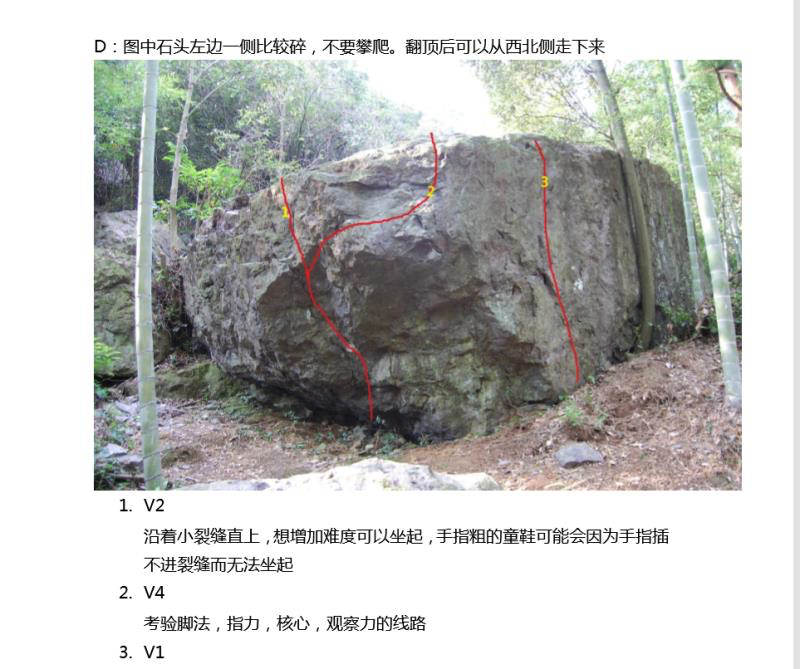 D：图中石头左边一侧比较碎，不要攀爬。翻顶后可以从西北侧走下来
1
2
3
1. V2
沿着小裂缝直上，想增加难度可以坐起，手指粗的童鞋可能会因为手指插
不进裂缝而无法坐起
2. V4
考验脚法，指力，核心，观察力的线路
3. V1